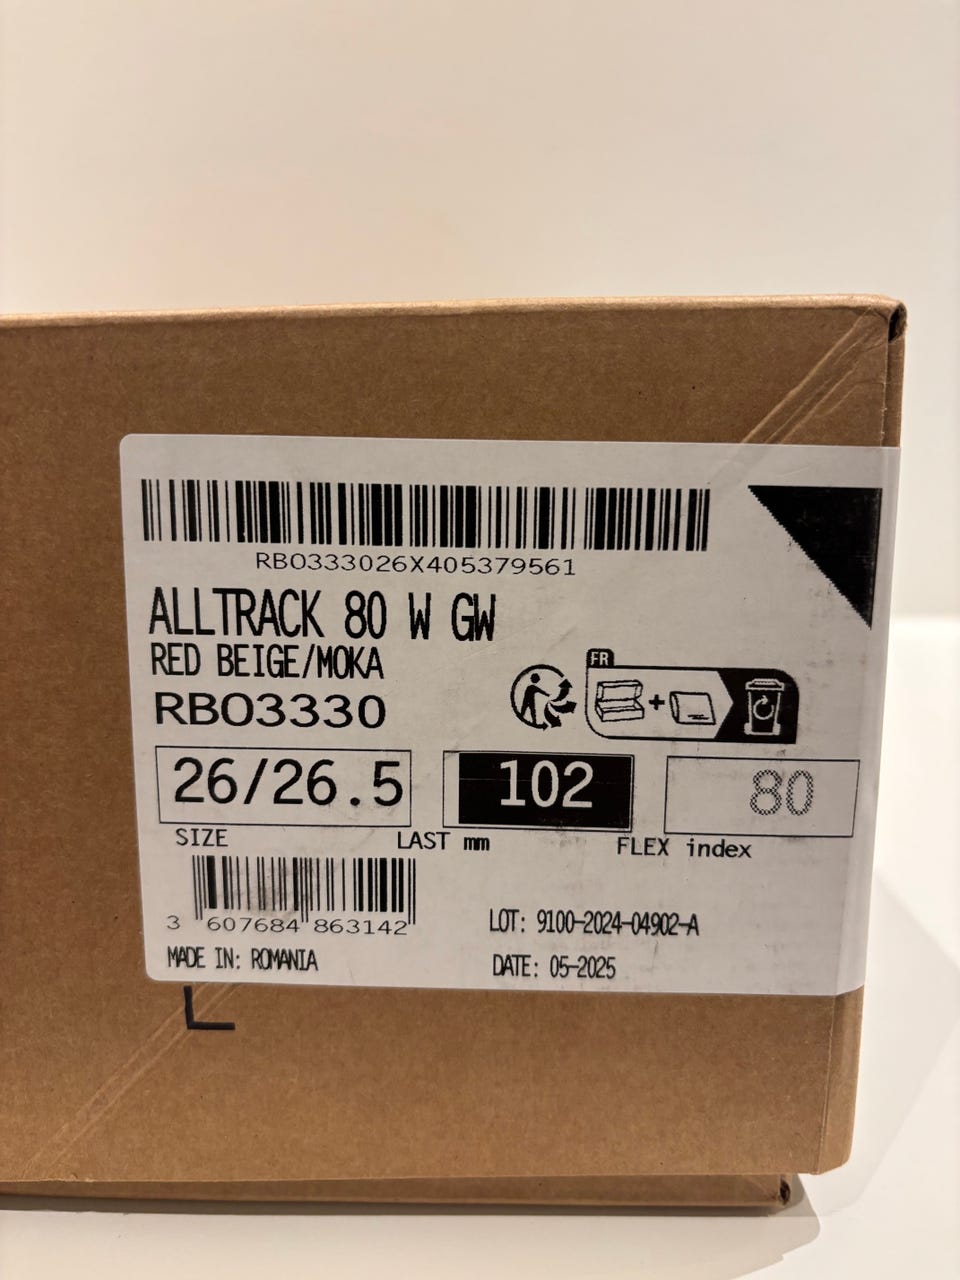 RBO333026X405379561
ALLTRACK 80 W GW
RED BEIGE/MOKA
RBO3330
FR
+
26/26.5 102 80
SIZE LAST mm FLEX index
3 607684 863142
LOT: 9100-2024-04902-A
MADE IN: ROMANIA
DATE: 05-2025